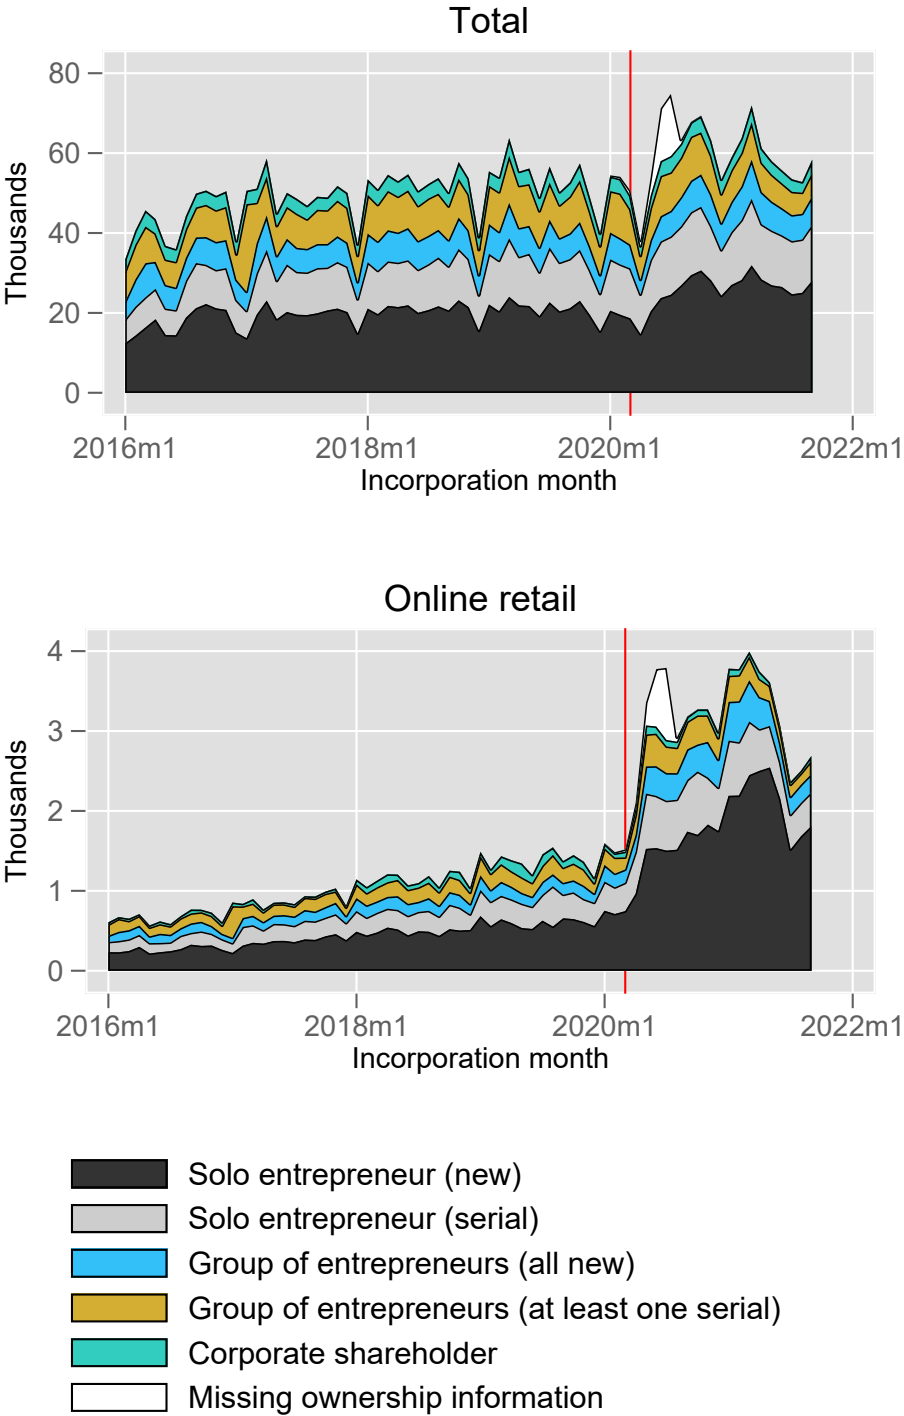 Total
Thousands
80
60
40
20
0
2016m1 2018m1 2020m1 2022m1
Incorporation month
Online retail
Thousands
4
3
2
1
0
2016m1 2018m1 2020m1 2022m1
Incorporation month
Solo entrepreneur (new)
Solo entrepreneur (serial)
Group of entrepreneurs (all new)
Group of entrepreneurs (at least one serial)
Corporate shareholder
Missing ownership information